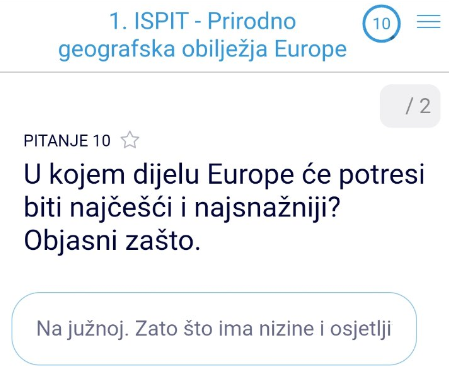 1. ISPIT - Prirodno
geografska obilježja Europe
10
/ 2
PITANJE 10
U kojem dijelu Europe će potresi
biti najčešći i najsnažniji?
Objasni zašto.
Na južnoj. Zato što ima nizine i osjetlji